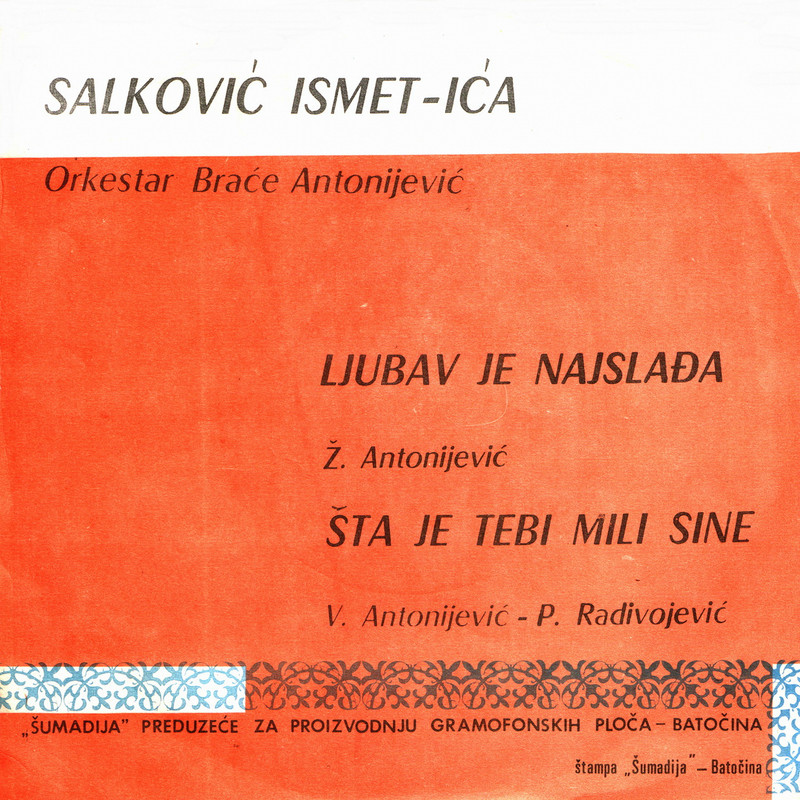 SALKOVIĆ ISMET-IĆA
Orkestar Braće Antonijević
LJUBAV JE NAJSLAĐA
Ž. Antonijević
ŠTA JE TEBI MILI SINE
V. Antonijević - P. Radivojević
„ŠUMADIJA” PREDUZEĆE ZA PROIZVODNJU GRAMOFONSKIH PLOČA – BATOČINA
štampa „Šumadija” – Batočina